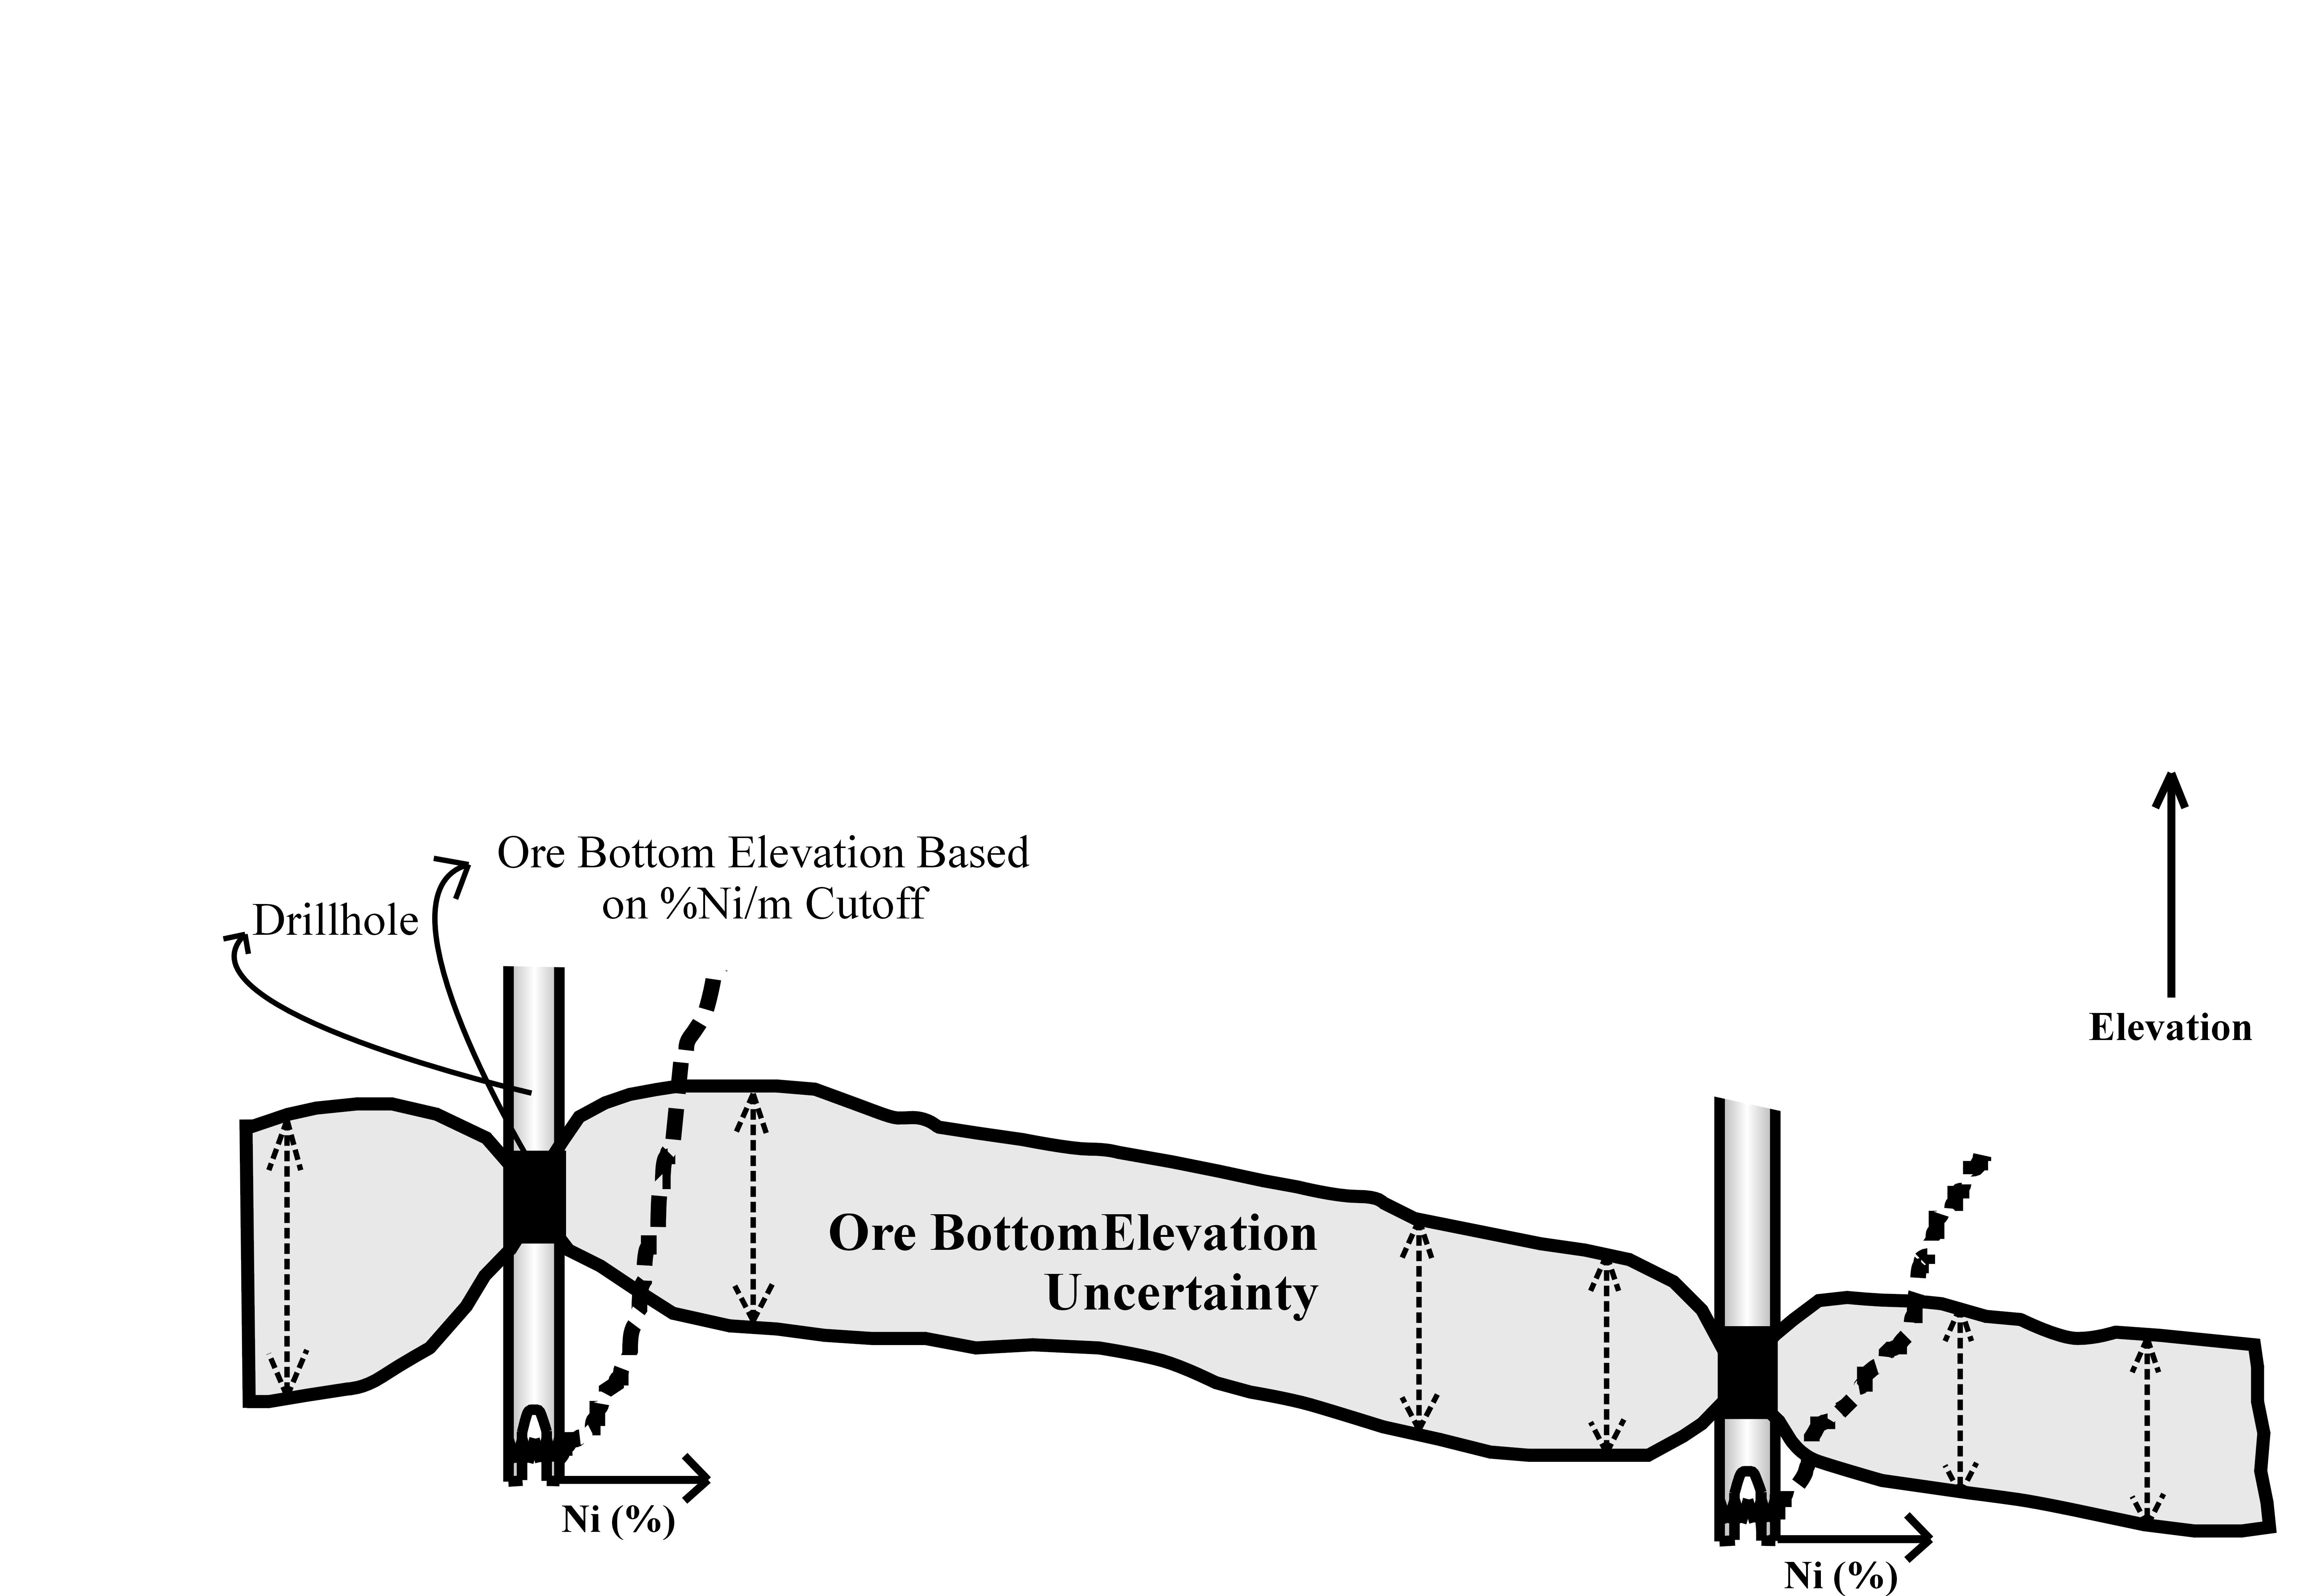 Ore Bottom Elevation Based
on %Ni/m Cutoff
Drillhole
Elevation
Ore BottomElevation
Uncertainty
Ni (%)
Ni (%)